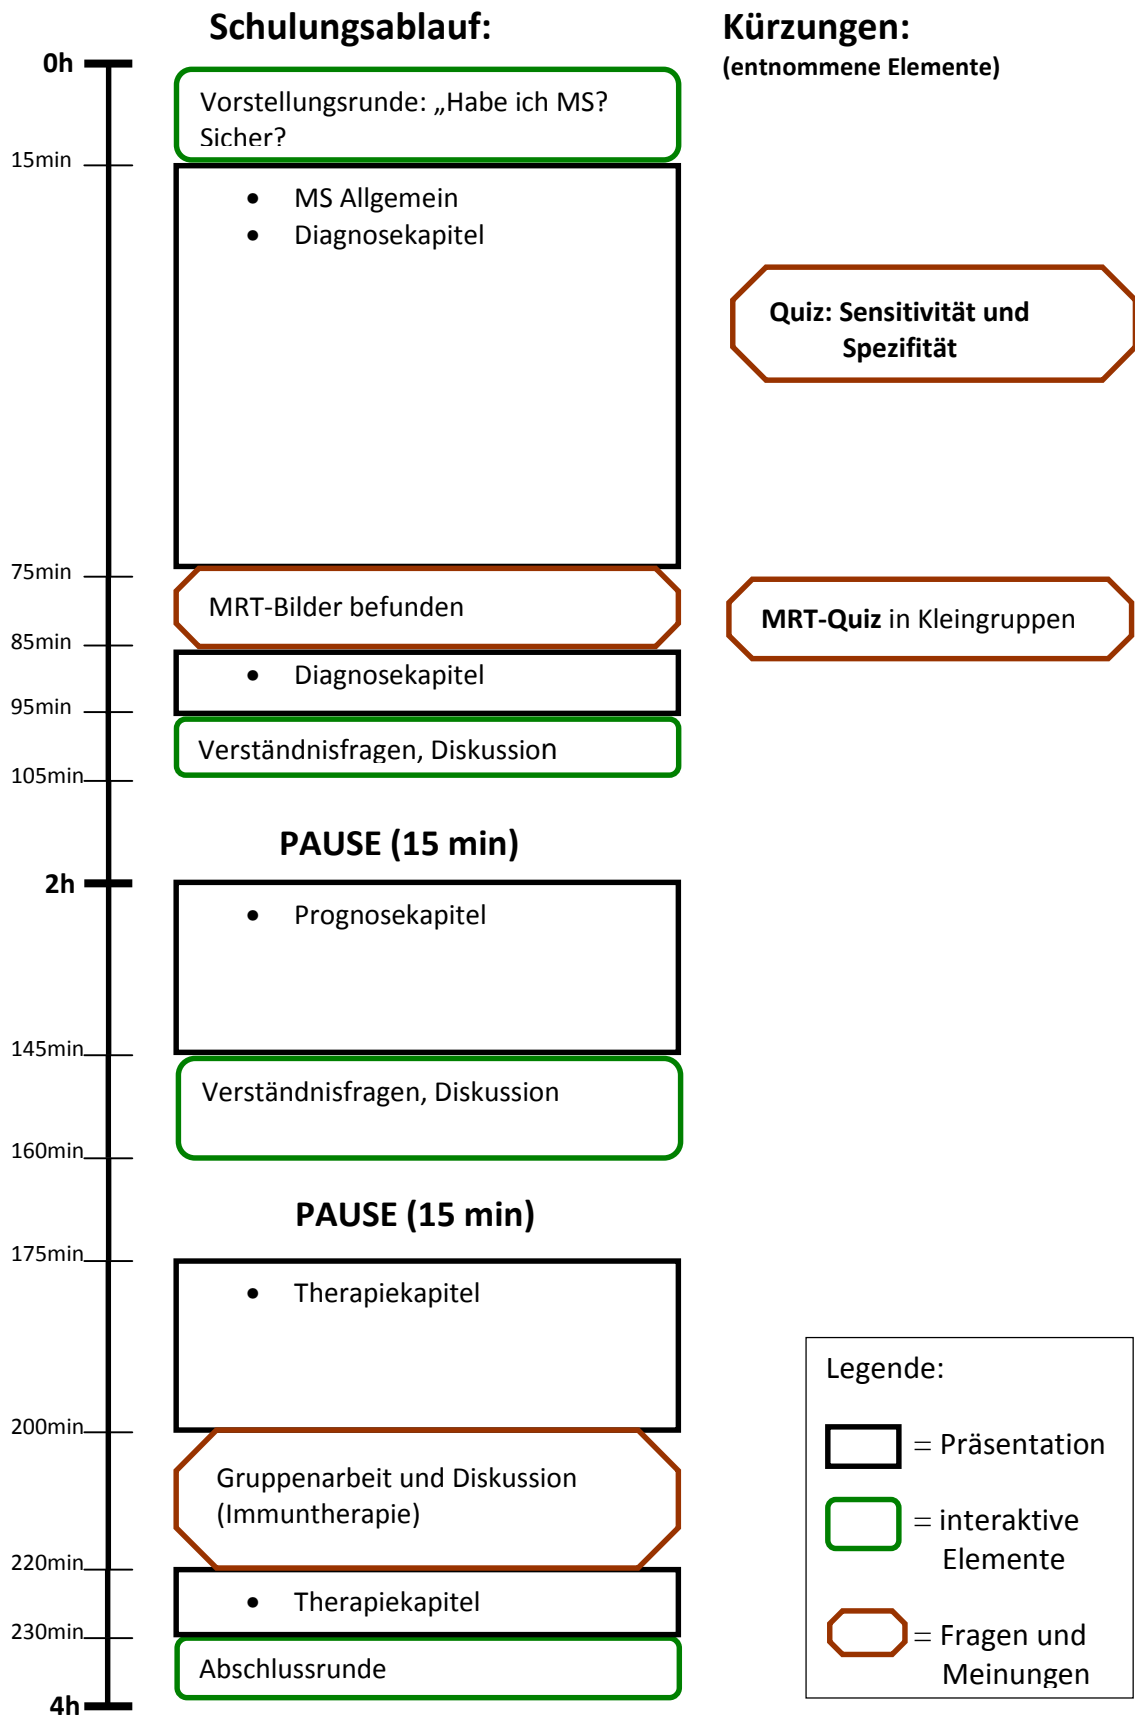 Schulungsablauf:
Kürzungen:
(entnommene Elemente)
0h
Vorstellungsrunde: „Habe ich MS?
Sicher?
15min
• MS Allgemein
• Diagnosekapitel
Quiz: Sensitivität und
Spezifität
75min
MRT-Bilder befunden
MRT-Quiz in Kleingruppen
85min
• Diagnosekapitel
95min
Verständnisfragen, Diskussion
105min
PAUSE (15 min)
2h
• Prognosekapitel
145min
Verständnisfragen, Diskussion
160min
PAUSE (15 min)
175min
• Therapiekapitel
200min
Gruppenarbeit und Diskussion
(Immuntherapie)
220min
• Therapiekapitel
230min
Abschlussrunde
4h
Legende:
= Präsentation
= interaktive
Elemente
= Fragen und
Meinungen